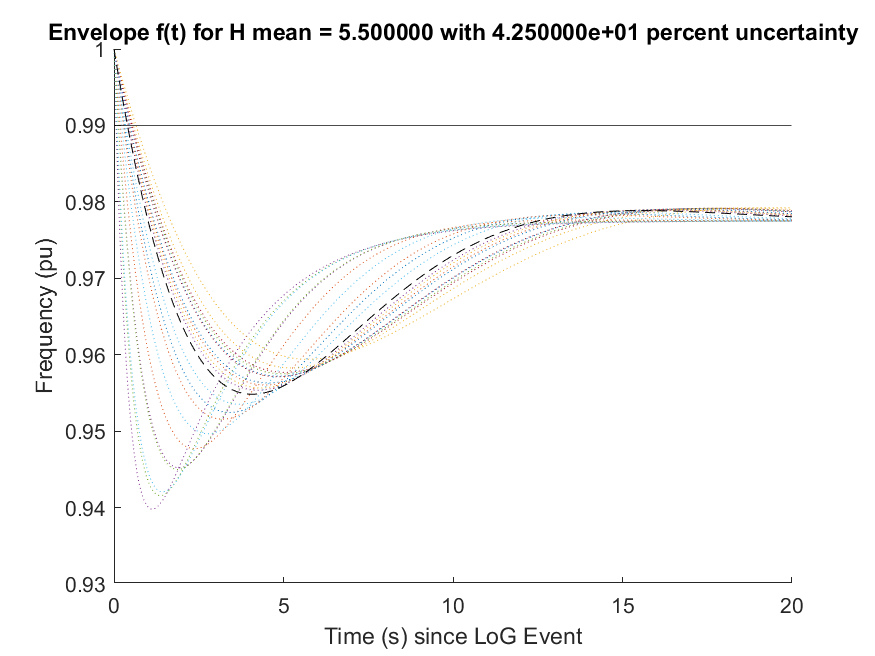 Envelope f(t) for H mean = 5.500000 with 4.250000e+01 percent uncertainty
1
0.99
0.98
0.97
0.96
0.95
0.94
0.93
Frequency (pu)
0 5 10 15 20
Time (s) since LoG Event